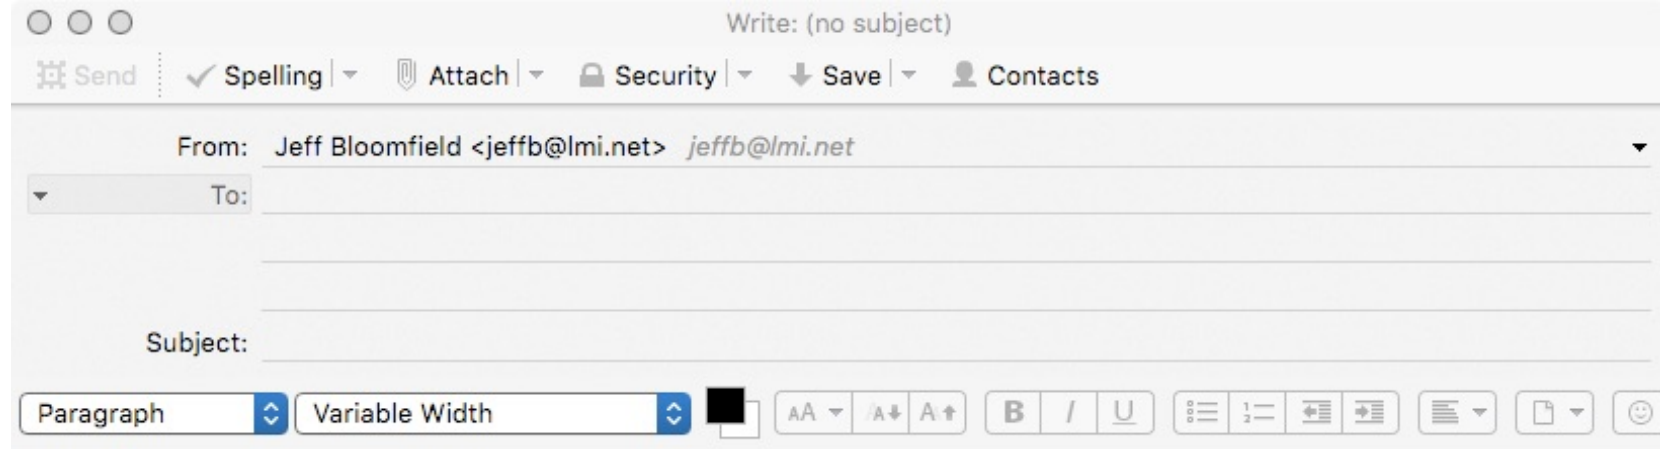 Write: (no subject)
Send Spelling Attach Security Save Contacts
From: Jeff Bloomfield <jeffb@lmi.net> jeffb@lmi.net
To:
Subject:
Paragraph Variable Width AA A A B I U